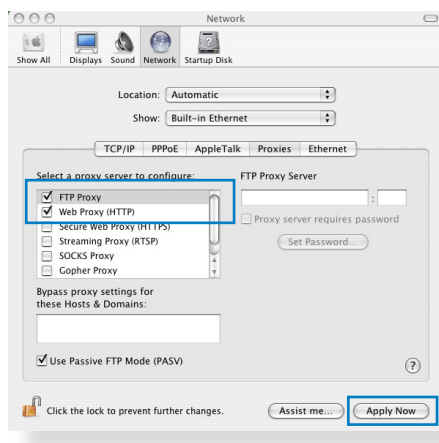 Network
Show All Displays Sound Network Startup Disk
Location: Automatic
Show: Built-in Ethernet
TCP/IP PPPoE AppleTalk Proxies Ethernet
Select a proxy server to configure: FTP Proxy Server
FTP Proxy
Web Proxy (HTTP)
:
Secure Web Proxy (HTTPS)
Proxy server requires password
Streaming Proxy (RTSP)
Set Password...
SOCKS Proxy
Gopher Proxy
Bypass proxy settings for
these Hosts & Domains:
Use Passive FTP Mode (PASV)
?
Click the lock to prevent further changes. Assist me... Apply Now